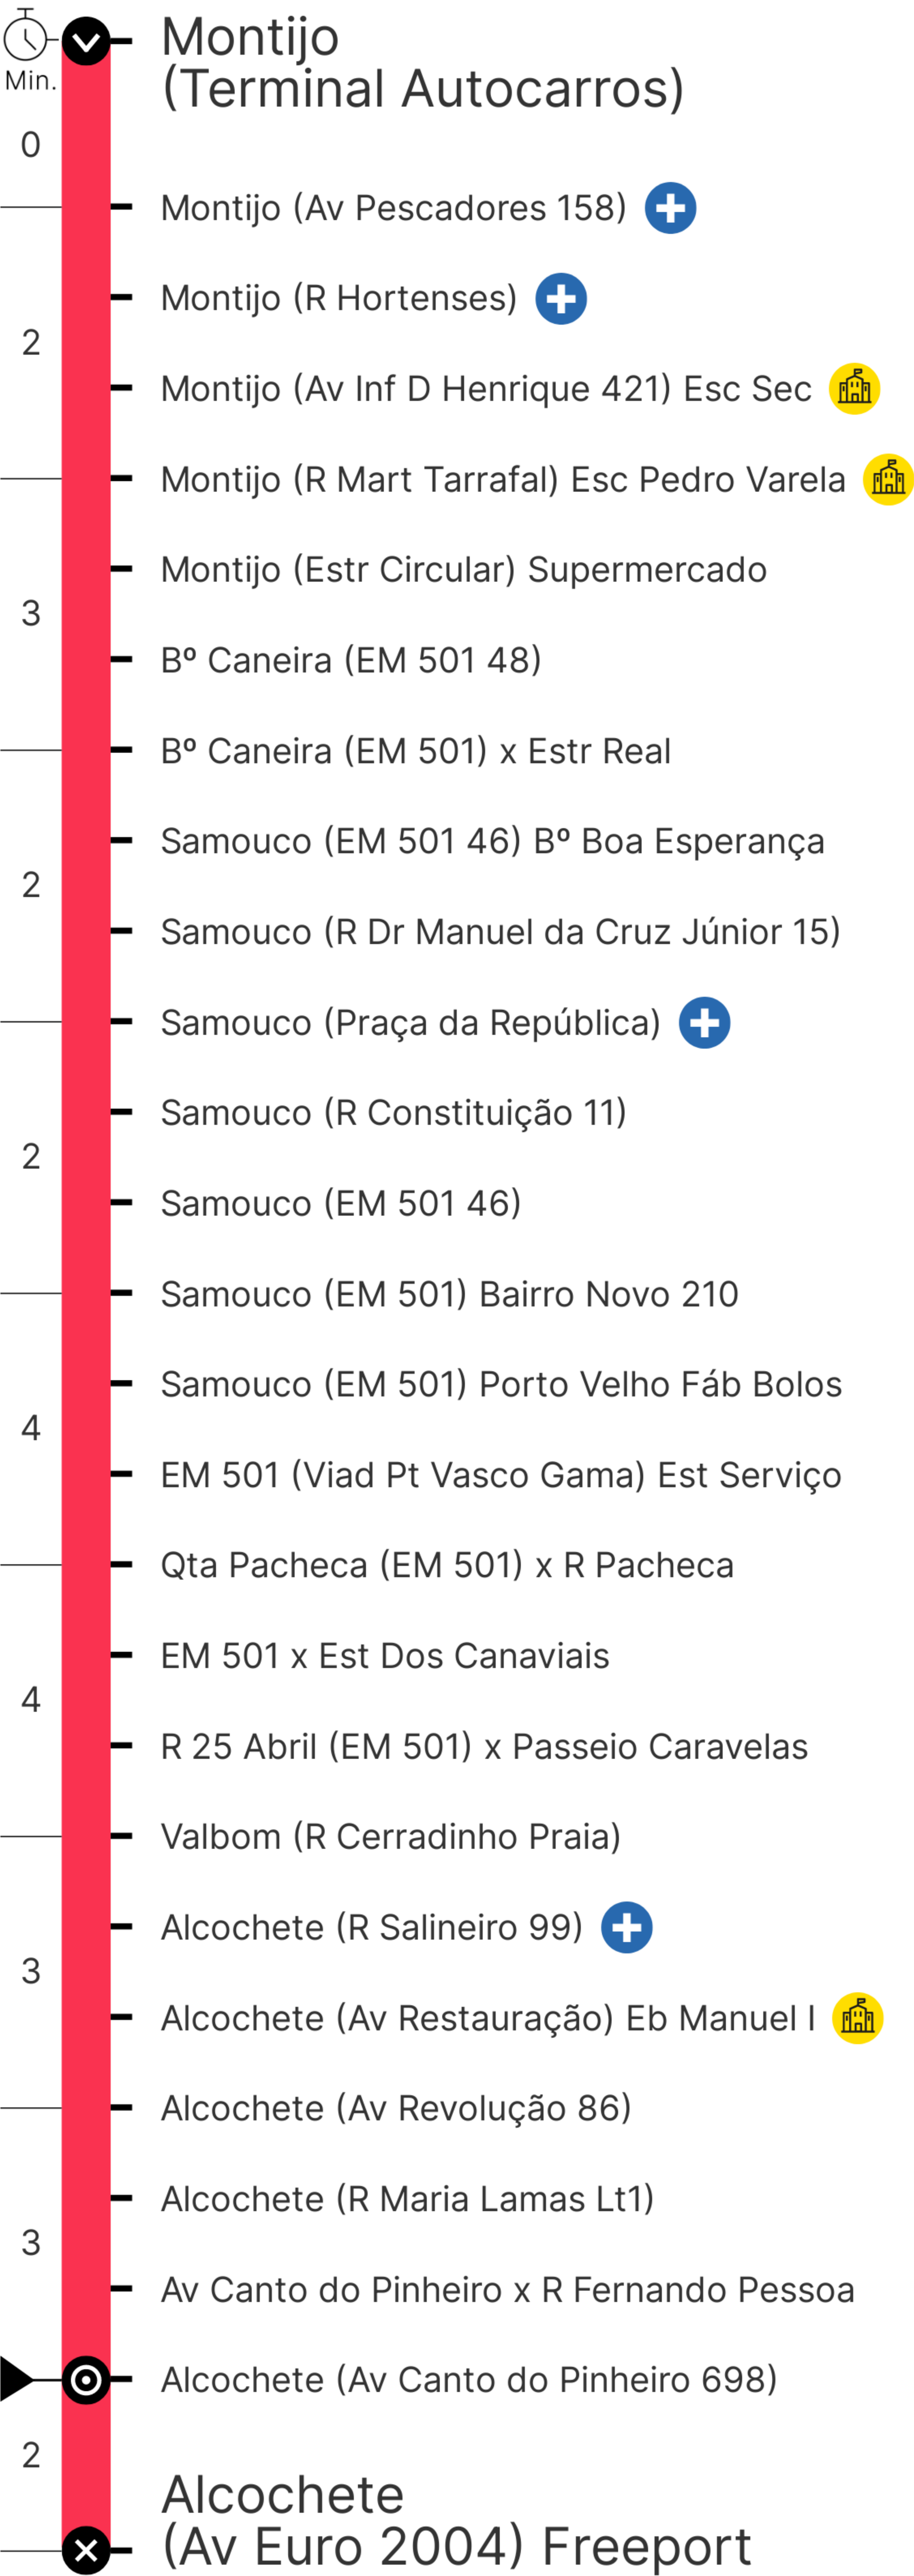 Montijo
(Terminal Autocarros)
Min.
0
Montijo (Av Pescadores 158)
Montijo (R Hortenses)
2
Montijo (Av Inf D Henrique 421) Esc Sec
Montijo (R Mart Tarrafal) Esc Pedro Varela
Montijo (Estr Circular) Supermercado
3
Bº Caneira (EM 501 48)
Bº Caneira (EM 501) x Estr Real
Samouco (EM 501 46) Bº Boa Esperança
2
Samouco (R Dr Manuel da Cruz Júnior 15)
Samouco (Praça da República)
Samouco (R Constituição 11)
2
Samouco (EM 501 46)
Samouco (EM 501) Bairro Novo 210
Samouco (EM 501) Porto Velho Fáb Bolos
4
EM 501 (Viad Pt Vasco Gama) Est Serviço
Qta Pacheca (EM 501) x R Pacheca
EM 501 x Est Dos Canaviais
4
R 25 Abril (EM 501) x Passeio Caravelas
Valbom (R Cerradinho Praia)
Alcochete (R Salineiro 99)
3
Alcochete (Av Restauração) Eb Manuel I
Alcochete (Av Revolução 86)
Alcochete (R Maria Lamas Lt1)
3
Av Canto do Pinheiro x R Fernando Pessoa
Alcochete (Av Canto do Pinheiro 698)
2
Alcochete
(Av Euro 2004) Freeport